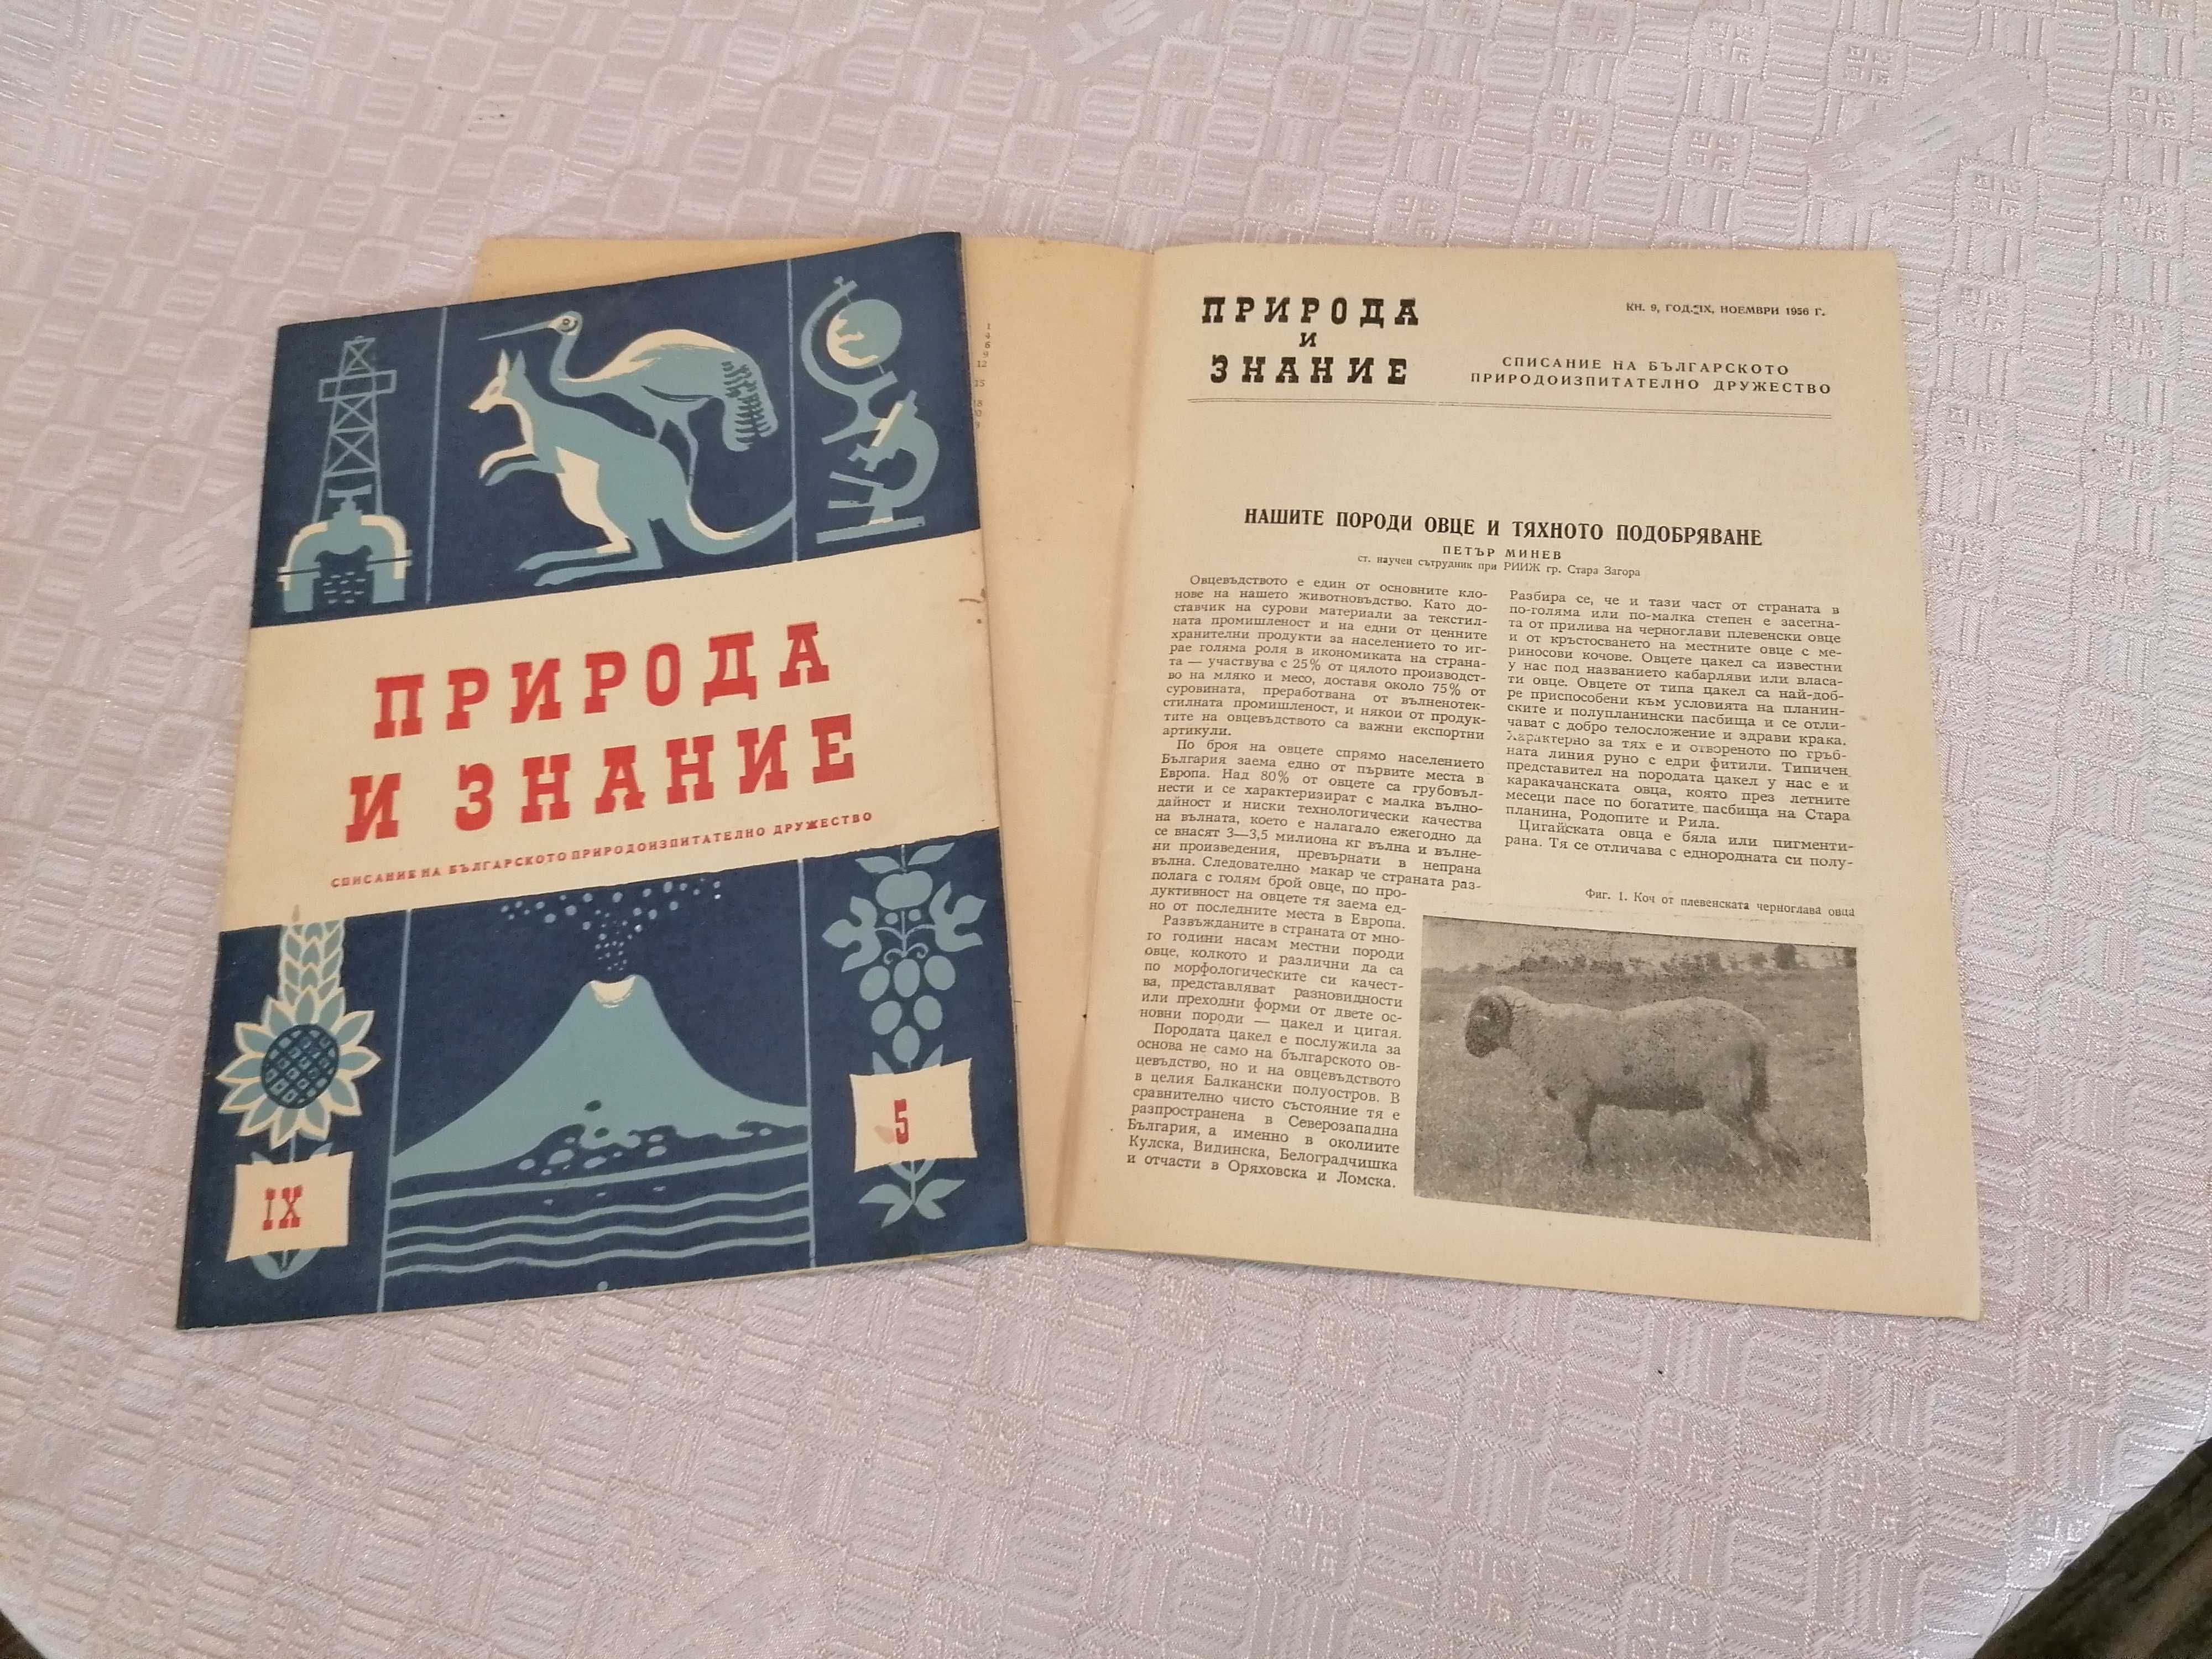 ПРИРОДА
И ЗНАНИЕ
СПИСАНИЕ НА БЪЛГАРСКОТО ПРИРОДОИЗПИТАТЕЛНО ДРУЖЕСТВО
IX
5
1
4
6
9
12
15
18
ПРИРОДА
И
ЗНАНИЕ
КН. 9, ГОД. IX, НОЕМВРИ 1956 Г.
СПИСАНИЕ НА БЪЛГАРСКОТО
ПРИРОДОИЗПИТАТЕЛНО ДРУЖЕСТВО
НАШИТЕ ПОРОДИ ОВЦЕ И ТЯХНОТО ПОДОБРЯВАНЕ
ПЕТЪР МИНЕВ
ст. научен сътрудник при РИИЖ гр. Стара Загора
Овцевъдството е един от основните кло-
нове на нашето животновъдство. Като до-
ставчик на сурови материали за текстил-
ната промишленост и на едни от ценните
хранителни продукти за населението то иг-
рае голяма роля в икономиката на страна-
та — участвува с 25% от цялото производст-
во на мляко и месо, доставя около 75% от
суровината, преработвана от вълненотек-
стилната промишленост, и някои от продук-
тите на овцевъдството са важни експортни
артикули.
По броя на овцете спрямо населението
България заема едно от първите места в
Европа. Над 80% от овцете са грубовъл-
нести и се характеризират с малка вълно-
дайност и ниски технологически качества
на вълната, което е налагало ежегодно да
се внасят 3—3,5 милиона кг вълна и вълне-
ни произведения, превърнати в непрана
вълна. Следователно макар че страната раз-
полага с голям брой овце, по про-
дуктивност на овцете тя заема ед-
но от последните места в Европа.
Развъжданите в страната от мно-
го години насам местни породи
овце, колкото и различни да са
по морфологическите си качест-
ва, представляват разновидности
или преходни форми от двете ос-
новни породи — цакел и цигая.
Породата цакел е послужила за
основа не само на българското ов-
цевъдство, но и на овцевъдството
в целия Балкански полуостров. В
сравнително чисто състояние тя е
разпространена в Северозападна
България, а именно в околиите
Кулска, Видинска, Белоградчишка
и отчасти в Оряховска и Ломска.
Разбира се, че и тази част от страната в
по-голяма или по-малка степен е засегна-
та от прилива на черноглави плевенски овце
и от кръстосването на местните овце с ме-
риносови кочове. Овцете цакел са известни
у нас под названието кабарляви или власа-
ти овце. Овцете от типа цакел са най-доб-
ре приспособени към условията на планин-
ските и полупланински пасбища и се отли-
чават с добро телосложение и здрави крака.
Характерно за тях е и отвореното по гръб-
ната линия руно с едри фитили. Типичен
представител на породата цакел у нас е и
каракачанската овца, която през летните
месеци пасе по богатите пасбища на Стара
планина, Родопите и Рила.
Цигайската овца е бяла или пигменти-
рана. Тя се отличава с еднородната си полу-
Фиг. 1. Коч от плевенската черноглава овца